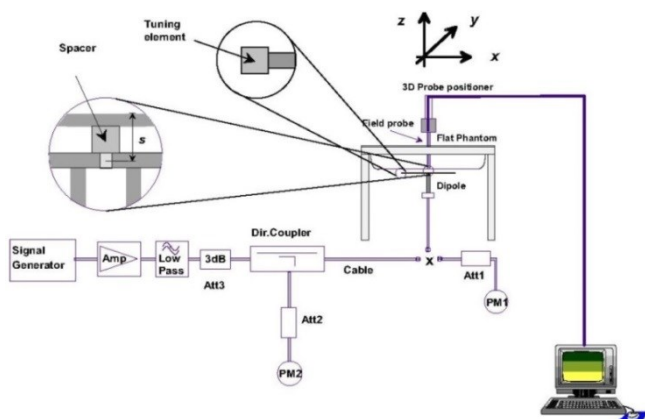 Tuning
element
Spacer
s
z
y
x
3D Probe positioner
Field probe
Flat Phantom
Dipole
Signal
Generator
Amp
Low
Pass
3dB
Att3
Dir.Coupler
Cable
x
Att1
PM1
Att2
PM2